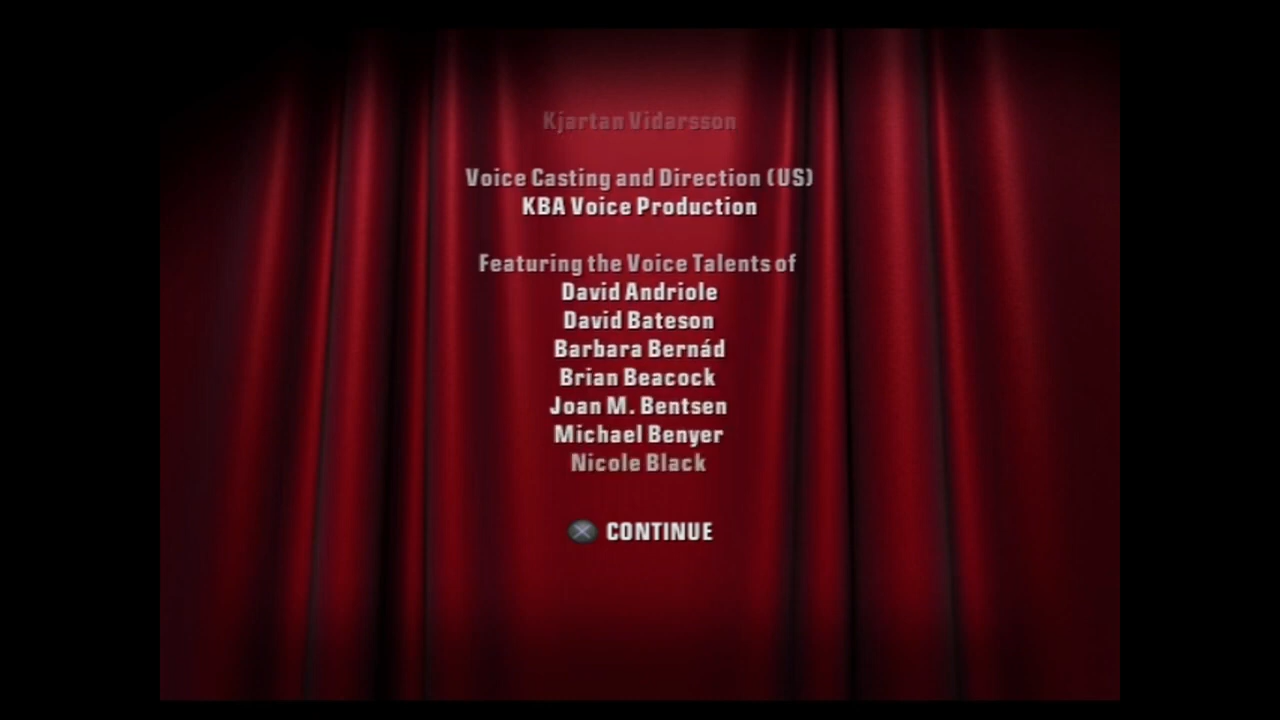 Kjartan Vidarsson
Voice Casting and Direction (US)
KBA Voice Production
Featuring the Voice Talents of
David Andriole
David Bateson
Barbara Bernád
Brian Beacock
Joan M. Bentsen
Michael Benyer
Nicole Black
CONTINUE